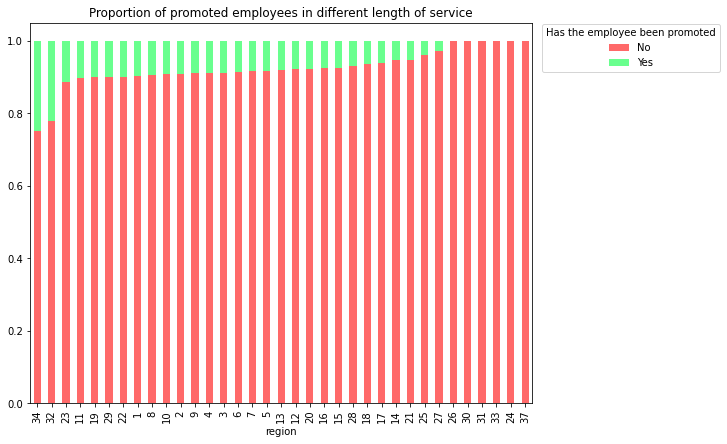 Proportion of promoted employees in different length of service
Has the employee been promoted
No
Yes
1.0
0.8
0.6
0.4
0.2
0.0
34 32 23 11 19 29 22 1 8 10 2 9 4 3 6 7 5 13 12 20 16 15 28 18 17 14 21 25 27 26 30 31 33 24 37
region